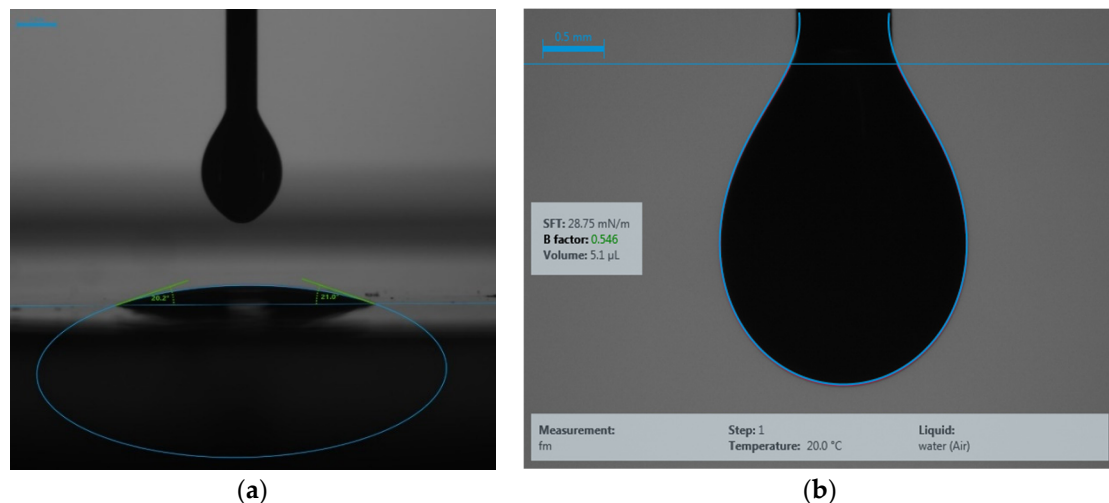 20.2°
21.0°
(a)
0.5 mm
SFT: 28.75 mN/m
B factor: 0.546
Volume: 5.1 µL
Measurement:
fm
Step: 1
Temperature: 20.0 °C
Liquid:
water (Air)
(b)